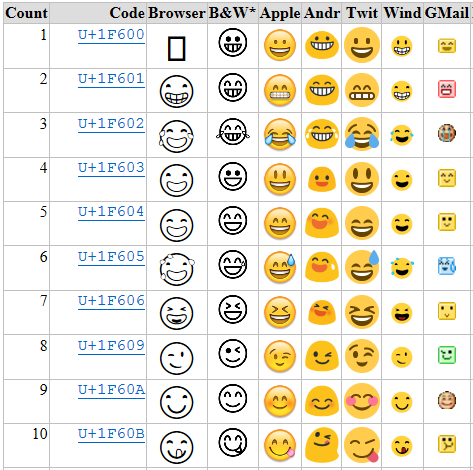 Count Code Browser B&W* Apple Andr Twit Wind GMail
1 U+1F600
2 U+1F601
3 U+1F602
4 U+1F603
5 U+1F604
6 U+1F605
7 U+1F606
8 U+1F609
9 U+1F60A
10 U+1F60B